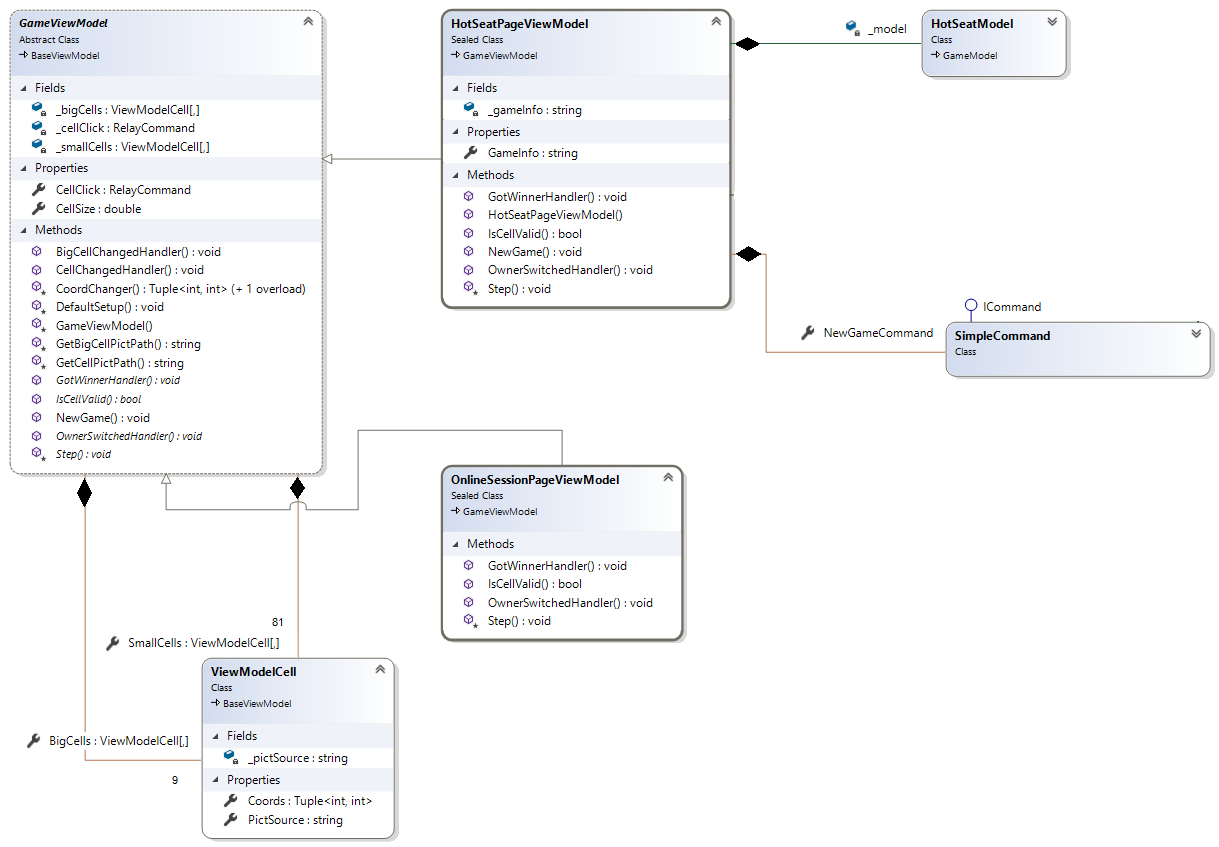 GameViewModel
Abstract Class
BaseViewModel
Fields
_bigCells : ViewModelCell[,]
_cellClick : RelayCommand
_smallCells : ViewModelCell[,]
Properties
CellClick : RelayCommand
CellSize : double
Methods
BigCellChangedHandler() : void
CellChangedHandler() : void
CoordChanger() : Tuple<int, int> (+ 1 overload)
DefaultSetup() : void
GameViewModel()
GetBigCellPictPath() : string
GetCellPictPath() : string
GotWinnerHandler() : void
IsCellValid() : bool
NewGame() : void
OwnerSwitchedHandler() : void
Step() : void
HotSeatPageViewModel
Sealed Class
GameViewModel
Fields
_gameInfo : string
Properties
GameInfo : string
Methods
GotWinnerHandler() : void
HotSeatPageViewModel()
IsCellValid() : bool
NewGame() : void
OwnerSwitchedHandler() : void
Step() : void
_model
HotSeatModel
Class
GameModel
ICommand
NewGameCommand
SimpleCommand
Class
OnlineSessionPageViewModel
Sealed Class
GameViewModel
Methods
GotWinnerHandler() : void
IsCellValid() : bool
OwnerSwitchedHandler() : void
Step() : void
81
SmallCells : ViewModelCell[,]
BigCells : ViewModelCell[,]
9
ViewModelCell
Class
BaseViewModel
Fields
_pictSource : string
Properties
Coords : Tuple<int, int>
PictSource : string